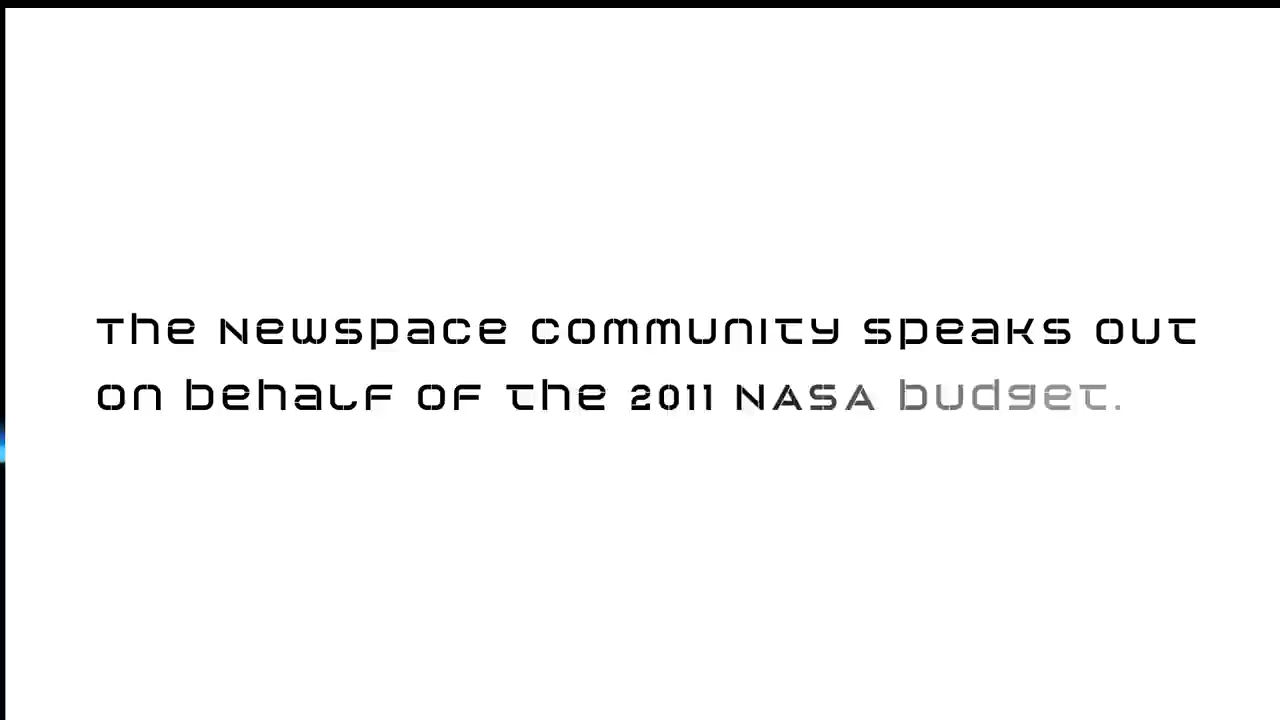 The Newspace community speaks out
on behalf of the 2011 NASA budget.